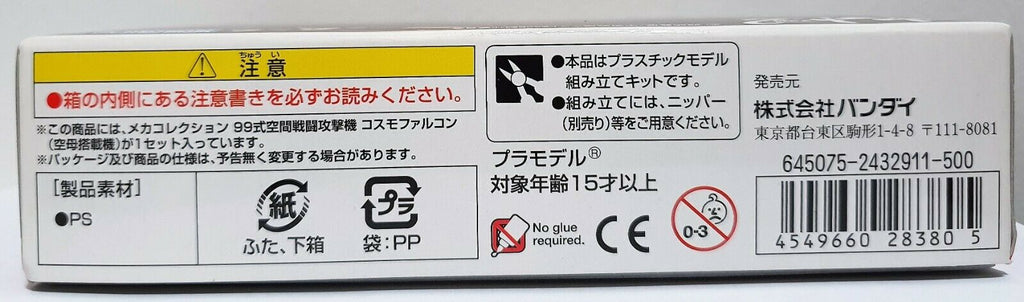 ちゅう い
注意
●箱の内側にある注意書きを必ずお読みください。
※この商品には、メカコレクション 99式空間戦闘攻撃機 コスモファルコン
(空母搭載機)が1セット入っています。
※パッケージ及び商品の仕様は、予告無く変更する場合があります。
[製品素材]
●PS
紙
ふた、下箱
プラ
袋:PP
●本品はプラスチックモデル
組み立てキットです。
●組み立てには、ニッパー
(別売り)等をご用意ください。
プラモデル®
対象年齢15才以上
No glue
required.
CE
0-3
発売元
株式会社バンダイ
東京都台東区駒形1-4-8 〒111-8081
645075-2432911-500
4549660 28380 5